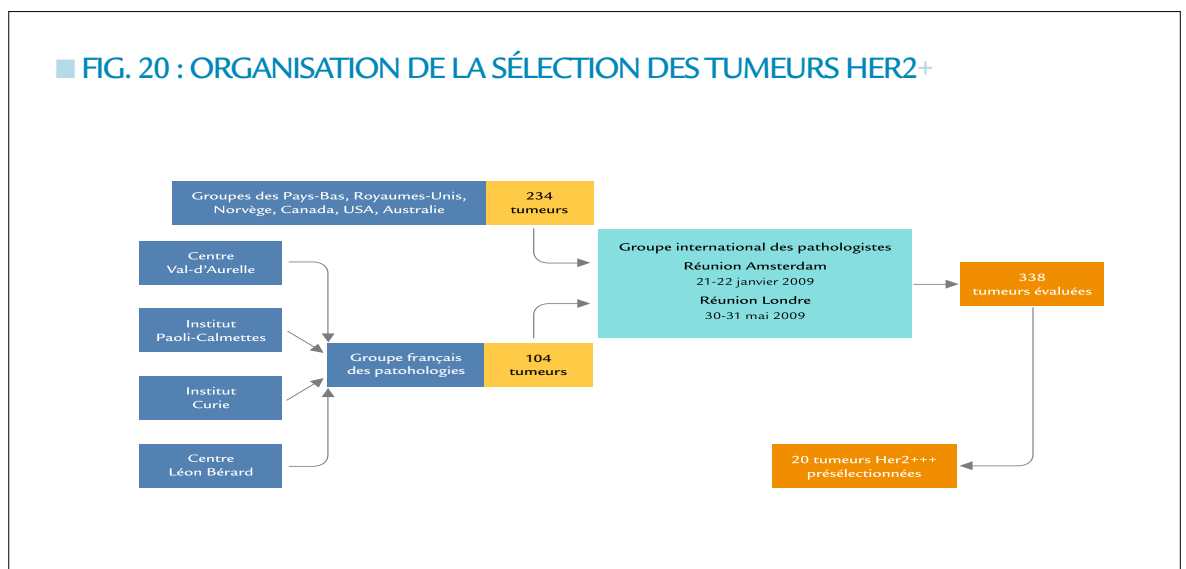 FIG. 20 : ORGANISATION DE LA SÉLECTION DES TUMEURS HER2+
Groupes des Pays-Bas, Royaumes-Unis,
Norvège, Canada, USA, Australie
234
tumeurs
Centre
Val-d'Aurelle
Institut
Paoli-Calmettes
Institut
Curie
Centre
Léon Bérard
Groupe français
des patohologies
104
tumeurs
Groupe international des pathologistes
Réunion Amsterdam
21-22 janvier 2009
Réunion Londre
30-31 mai 2009
338
tumeurs évaluées
20 tumeurs Her2+++
présélectionnées